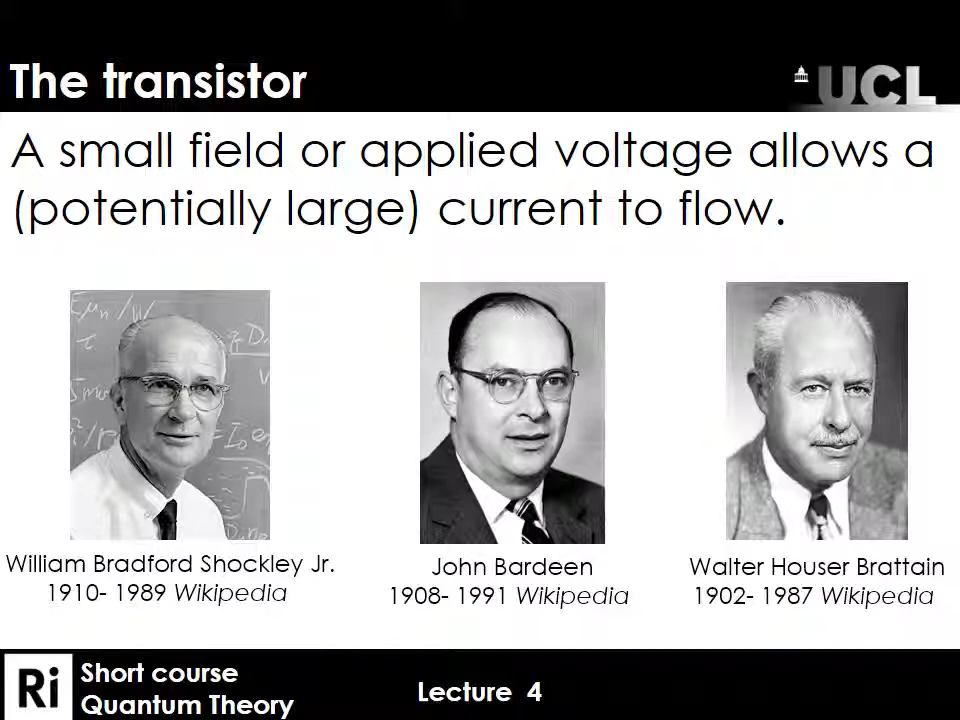 The transistor
UCL
A small field or applied voltage allows a
(potentially large) current to flow.
William Bradford Shockley Jr.
1910- 1989 Wikipedia
John Bardeen
1908- 1991 Wikipedia
Walter Houser Brattain
1902- 1987 Wikipedia
Ri
Short course
Quantum Theory
Lecture 4